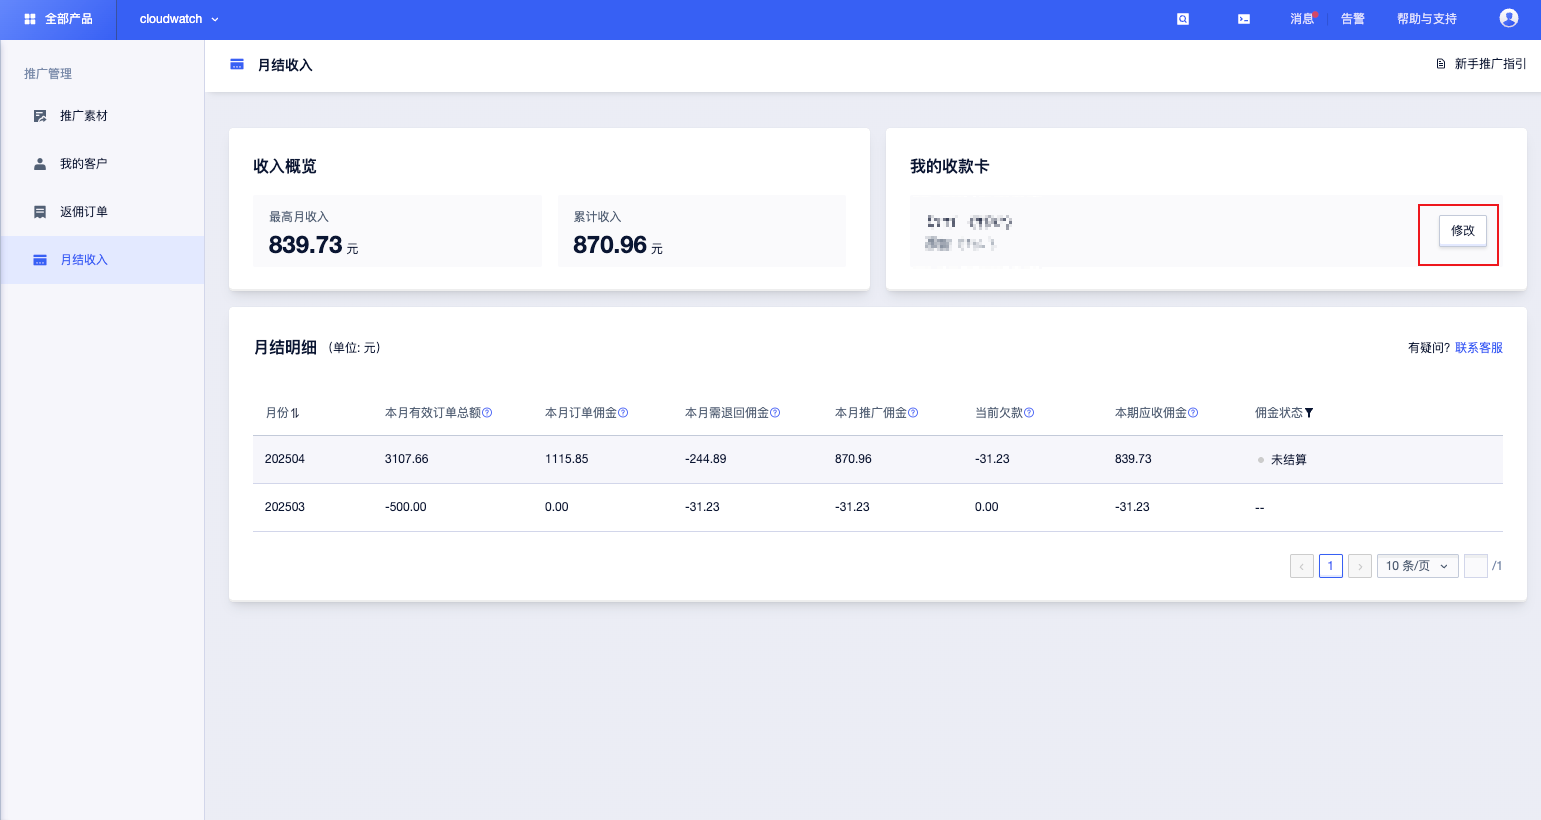 全部产品
cloudwatch
消息
告警
帮助与支持
推广管理
推广素材
我的客户
返佣订单
月结收入
月结收入
新手推广指引
收入概览
最高月收入
839.73 元
累计收入
870.96 元
我的收款卡
修改
月结明细 (单位: 元)
有疑问? 联系客服
月份 本月有效订单总额 本月订单佣金 本月需退回佣金 本月推广佣金 当前欠款 本期应收佣金 佣金状态
202504 3107.66 1115.85 -244.89 870.96 -31.23 839.73 未结算
202503 -500.00 0.00 -31.23 -31.23 0.00 -31.23 --
1 10 条/页 /1